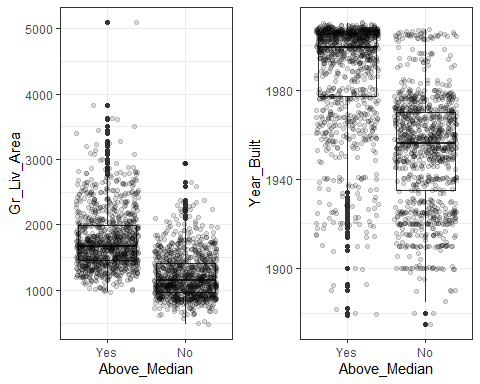 Gr_Liv_Area
5000
4000
3000
2000
1000
Yes
No
Above_Median
Year_Built
1980
1940
1900
Yes
No
Above_Median